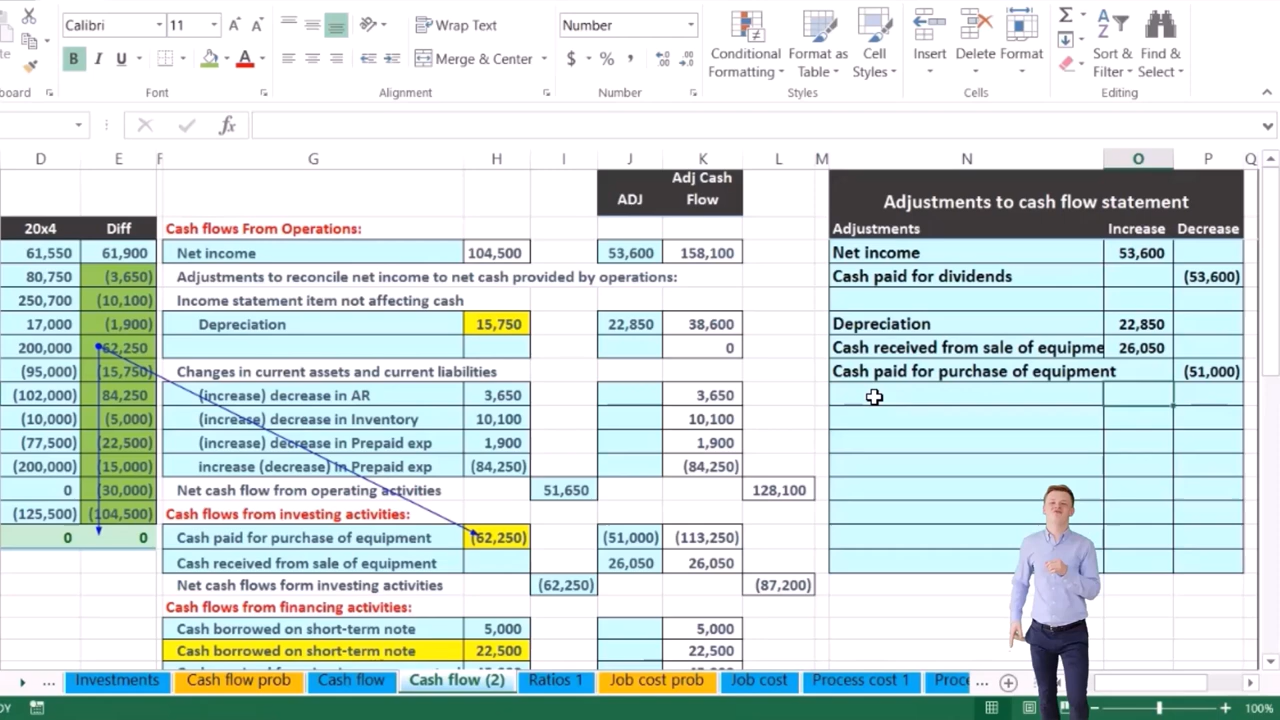 Calibri 11 Wrap Text Number
B I U Merge & Center $ % , Conditional Formatting Format as Table Cell Styles Insert Delete Format Sort & Filter Find & Select
board Font Alignment Number Styles Cells Editing
fx
D E F G H I J K L M N O P Q
Adj Cash
ADJ Flow Adjustments to cash flow statement
20x4 Diff Cash flows From Operations: Adjustments Increase Decrease
61,550 61,900 Net income 104,500 53,600 158,100 Net income 53,600
80,750 (3,650) Adjustments to reconcile net income to net cash provided by operations: Cash paid for dividends (53,600)
250,700 (10,100) Income statement item not affecting cash
17,000 (1,900) Depreciation 15,750 22,850 38,600 Depreciation 22,850
200,000 62,250 0 Cash received from sale of equipme 26,050
(95,000) (15,750) Changes in current assets and current liabilities Cash paid for purchase of equipment (51,000)
(102,000) 84,250 (increase) decrease in AR 3,650 3,650
(10,000) (5,000) (increase) decrease in Inventory 10,100 10,100
(77,500) (22,500) (increase) decrease in Prepaid exp 1,900 1,900
(200,000) (15,000) increase (decrease) in Prepaid exp (84,250) (84,250)
0 (30,000) Net cash flow from operating activities 51,650 128,100
(125,500) (104,500) Cash flows from investing activities:
0 0 Cash paid for purchase of equipment (62,250) (51,000) (113,250)
Cash received from sale of equipment 26,050 26,050
Net cash flows form investing activities (62,250) (87,200)
Cash flows from financing activities:
Cash borrowed on short-term note 5,000 5,000
Cash borrowed on short-term note 22,500 22,500
... Investments Cash flow prob Cash flow Cash flow (2) Ratios 1 Job cost prob Job cost Process cost 1 Proce ...
DY 100%